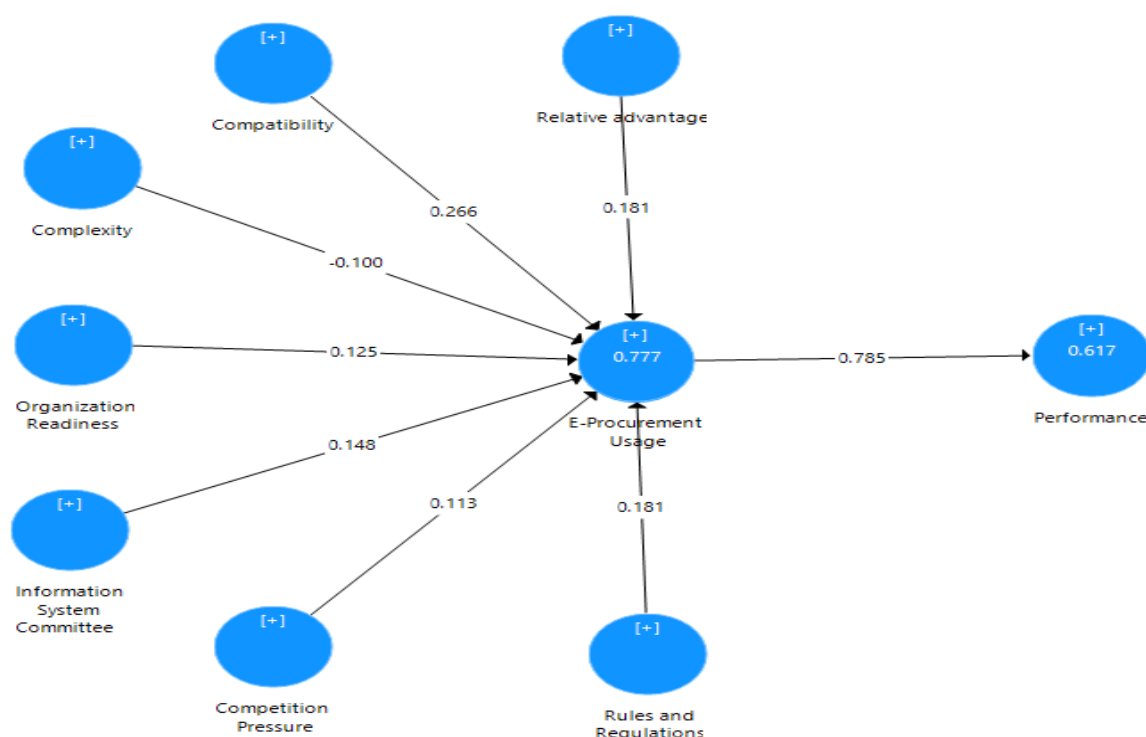 [+]
Compatibility
[+]
Relative advantage
[+]
Complexity
0.266
0.181
-0.100
[+]
Organization
Readiness
0.125
[+]
0.777
E-Procurement
Usage
0.785
[+]
0.617
Performance
0.148
[+]
Information
System
Committee
0.113
0.181
[+]
Competition
Pressure
[+]
Rules and
Regulations